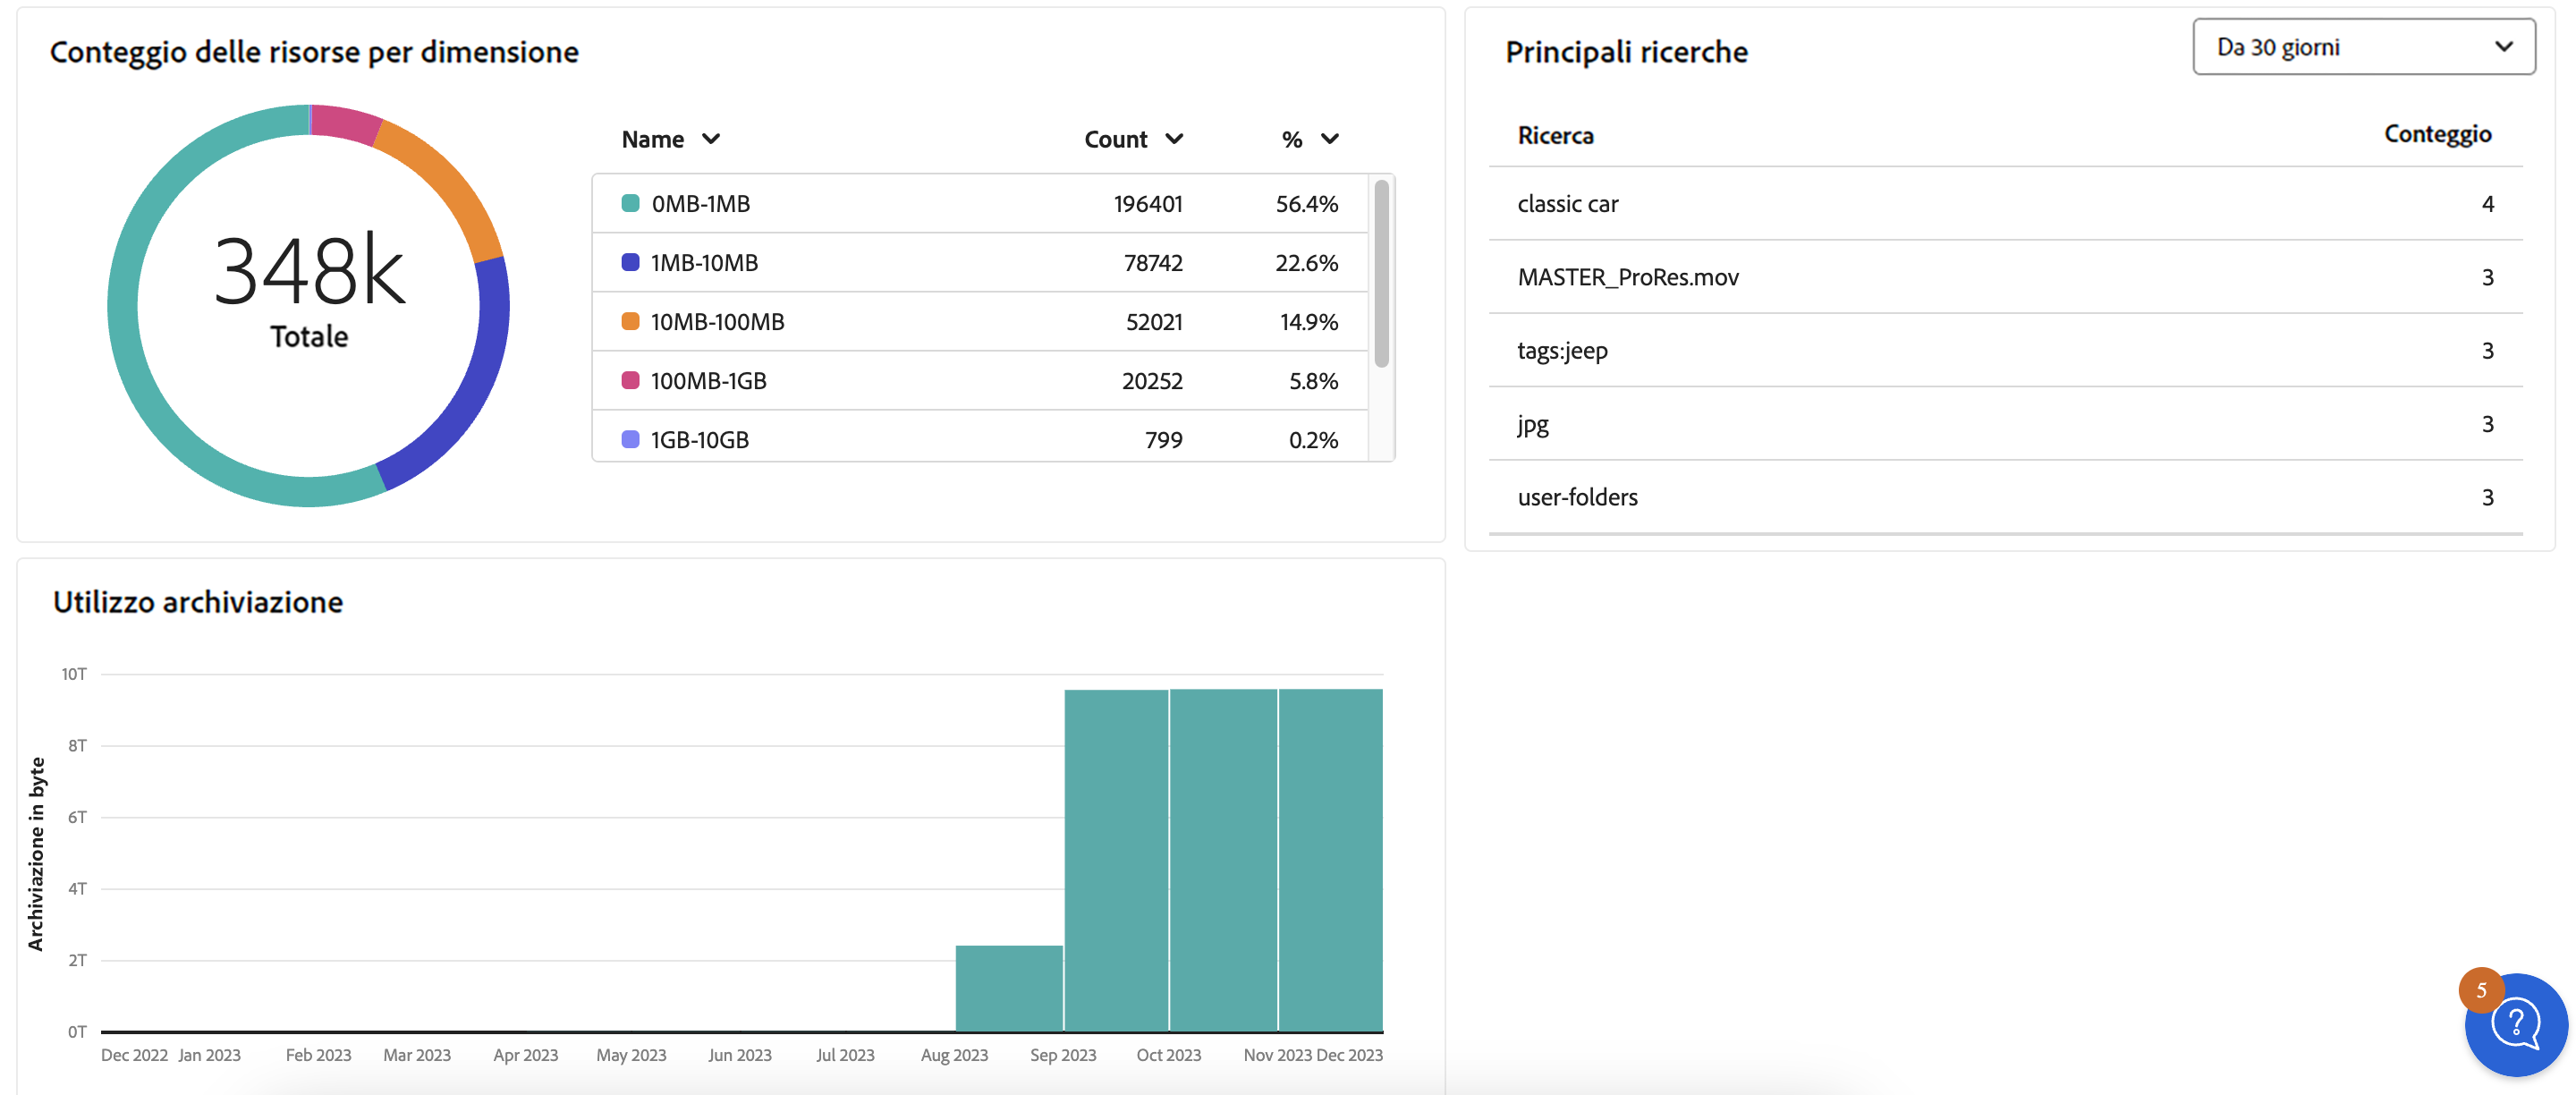 Conteggio delle risorse per dimensione
348k
Totale
Name Count %
0MB-1MB 196401 56.4%
1MB-10MB 78742 22.6%
10MB-100MB 52021 14.9%
100MB-1GB 20252 5.8%
1GB-10GB 799 0.2%
Principali ricerche
Da 30 giorni
Ricerca Conteggio
classic car 4
MASTER_ProRes.mov 3
tags:jeep 3
jpg 3
user-folders 3
Utilizzo archiviazione
Archiviazione in byte
10T
8T
6T
4T
2T
0T
Dec 2022 Jan 2023 Feb 2023 Mar 2023 Apr 2023 May 2023 Jun 2023 Jul 2023 Aug 2023 Sep 2023 Oct 2023 Nov 2023 Dec 2023
5
?